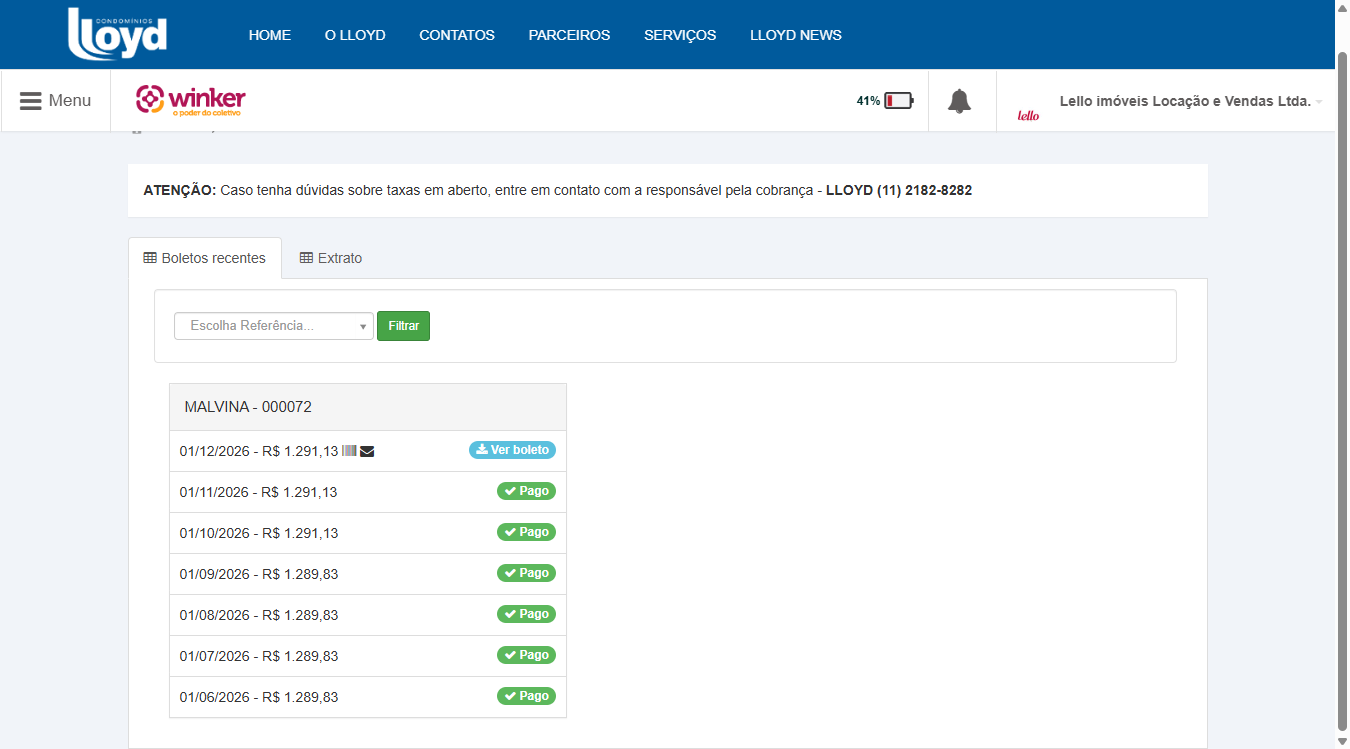 CONDOMÍNIOS
Lloyd
HOME O LLOYD CONTATOS PARCEIROS SERVIÇOS LLOYD NEWS
Menu
winker
o poder do coletivo
41%
lello
Lello imóveis Locação e Vendas Ltda.
ATENÇÃO: Caso tenha dúvidas sobre taxas em aberto, entre em contato com a responsável pela cobrança - LLOYD (11) 2182-8282
Boletos recentes Extrato
Escolha Referência... Filtrar
MALVINA - 000072
01/12/2026 - R$ 1.291,13 Ver boleto
01/11/2026 - R$ 1.291,13 Pago
01/10/2026 - R$ 1.291,13 Pago
01/09/2026 - R$ 1.289,83 Pago
01/08/2026 - R$ 1.289,83 Pago
01/07/2026 - R$ 1.289,83 Pago
01/06/2026 - R$ 1.289,83 Pago